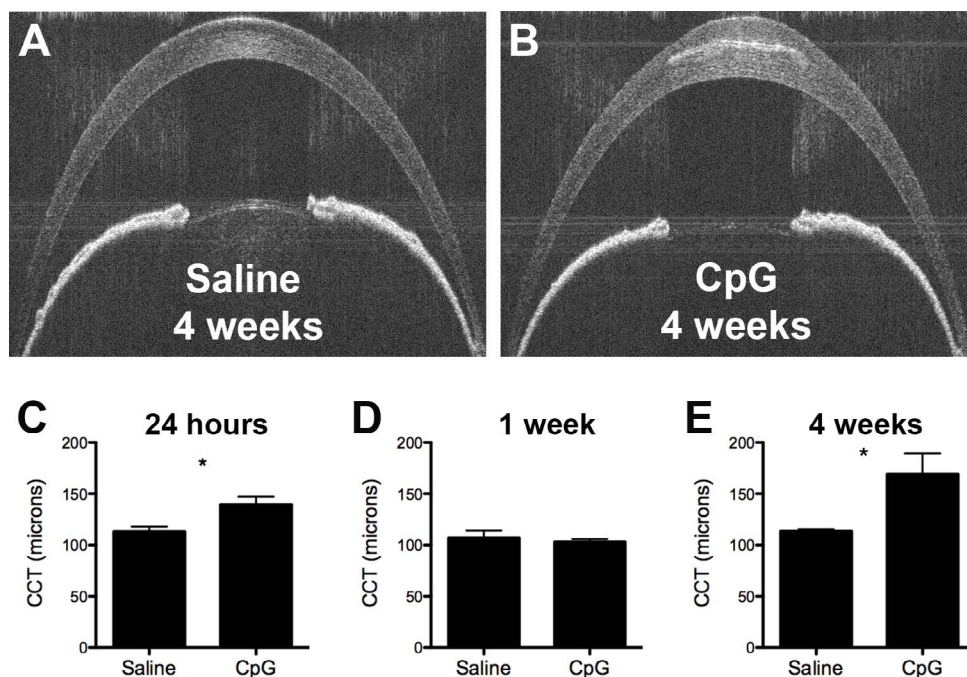 A
B
Saline
4 weeks
CpG
4 weeks
C
24 hours
D
1 week
E
4 weeks
200
150
100
50
0
CCT (microns)
*
Saline
CpG
200
150
100
50
0
CCT (microns)
Saline
CpG
200
150
100
50
0
CCT (microns)
*
Saline
CpG